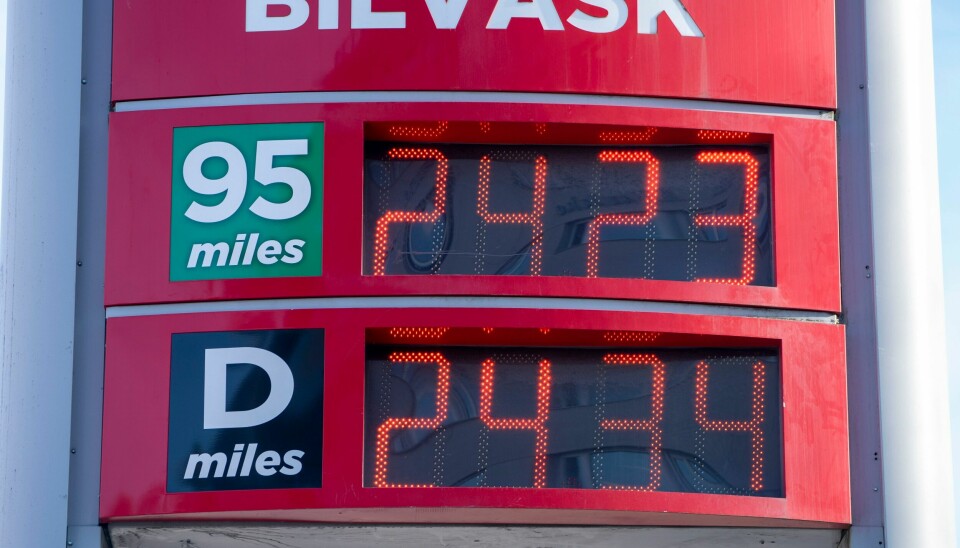 BILVASK
95 2423
miles
D 2434
miles